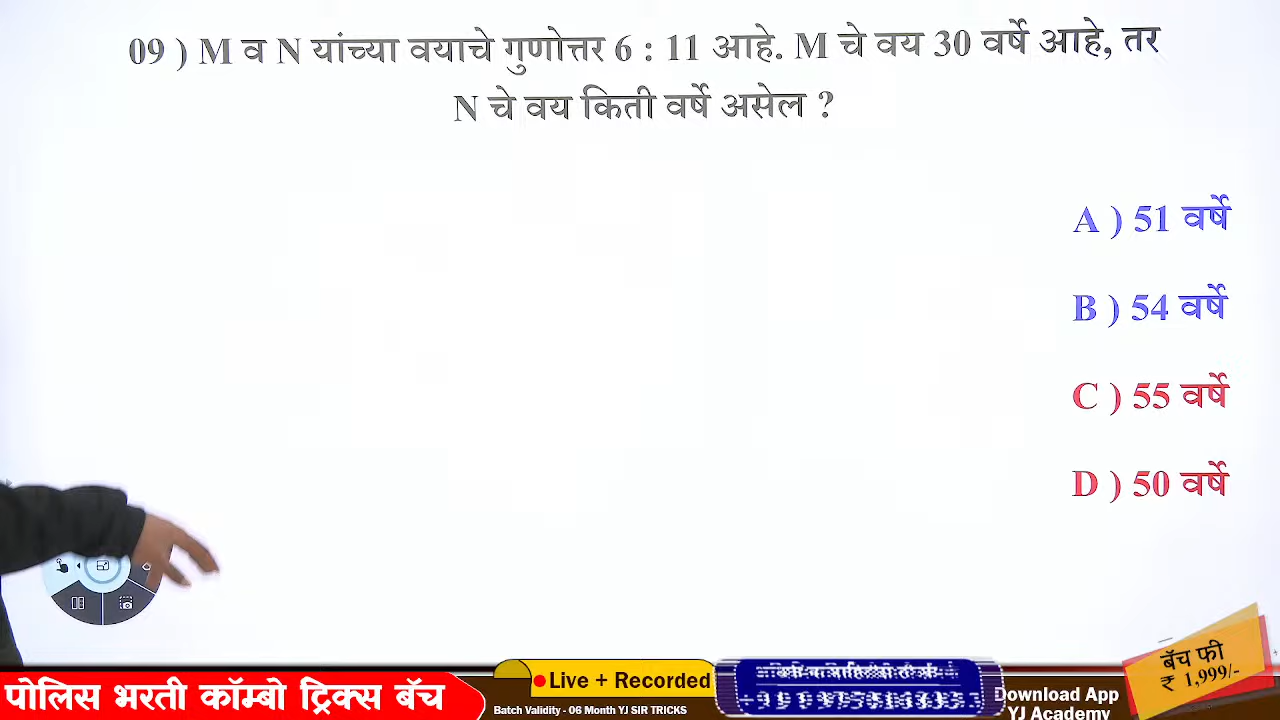 09 ) M व N यांच्या वयाचे गुणोत्तर 6 : 11 आहे. M चे वय 30 वर्षे आहे, तर
N चे वय किती वर्षे असेल ?
A ) 51 वर्षे
B ) 54 वर्षे
C ) 55 वर्षे
D ) 50 वर्षे
पोलिस भरती कॉम्बो ट्रिक्स बॅच
Live + Recorded
Batch Validity - 06 Month YJ SIR TRICKS
Download App
YJ Academy
बॅच फी
₹ 1,999/-